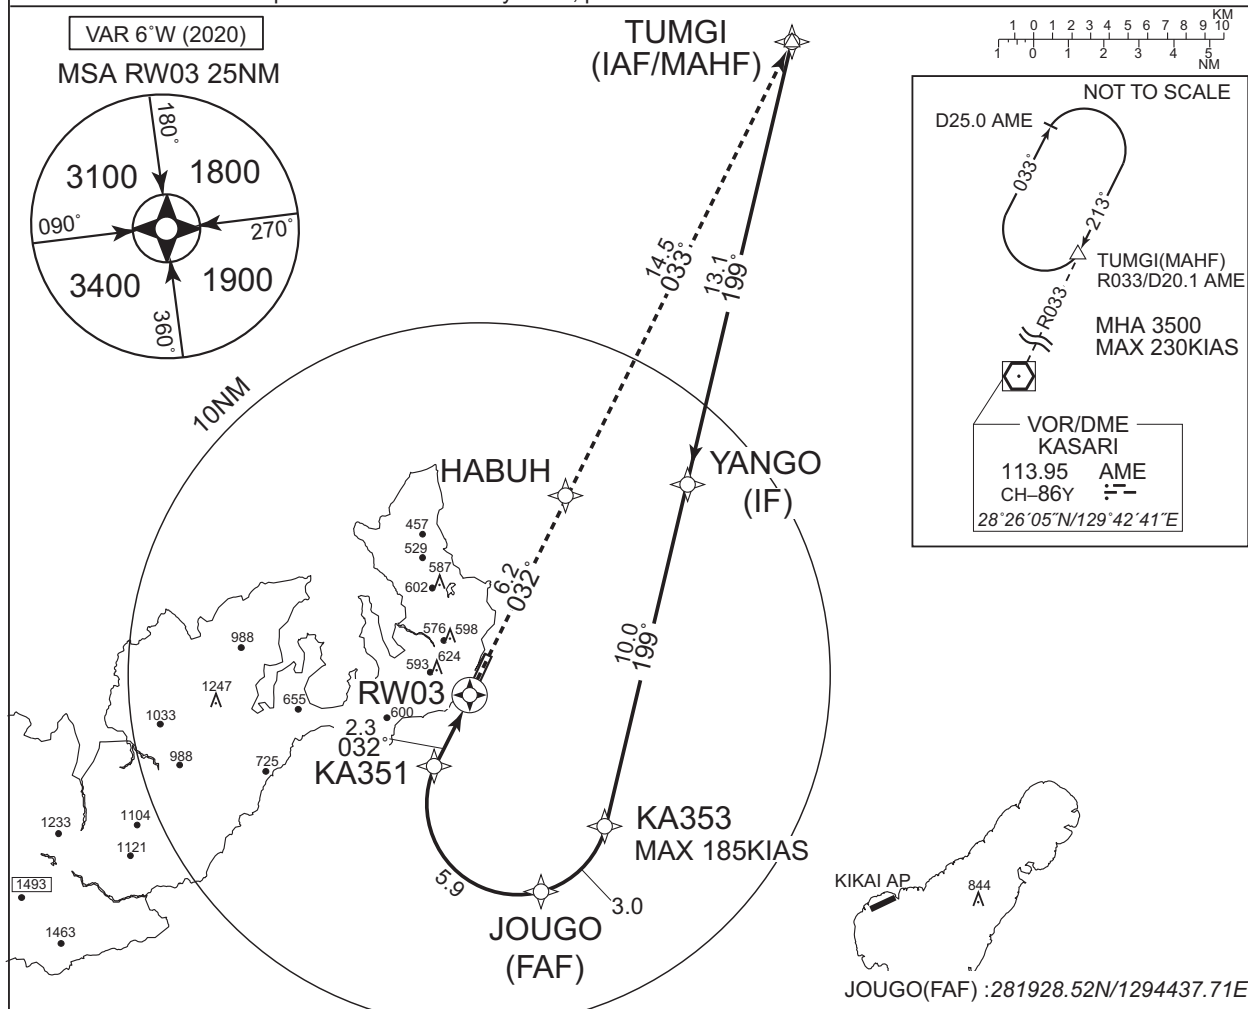 VAR 6°W (2020)
MSA RW03 25NM
180°
3100
1800
090°
270°
3400
1900
360°
TUMGI
(IAF/MAHF)
1 0 1 2 3 4 5 6 7 8 9 10
KM
1 0 1 2 3 4 5
NM
NOT TO SCALE
D25.0 AME
033°
213°
TUMGI(MAHF)
R033/D20.1 AME
R033
MHA 3500
MAX 230KIAS
VOR/DME
KASARI
113.95 AME
CH–86Y
28°26´05˝N/129°42´41˝E
14.5
033°
13.1
199°
10NM
HABUH
YANGO
(IF)
457
529
587
602
6.2
032°
576
598
593
624
10.0
199°
988
1247
655
RW03
600
1033
2.3
032°
988
725
KA351
1233
1104
1121
KA353
MAX 185KIAS
1493
5.9
3.0
1463
JOUGO
(FAF)
KIKAI AP
844
JOUGO(FAF) :281928.52N/1294437.71E